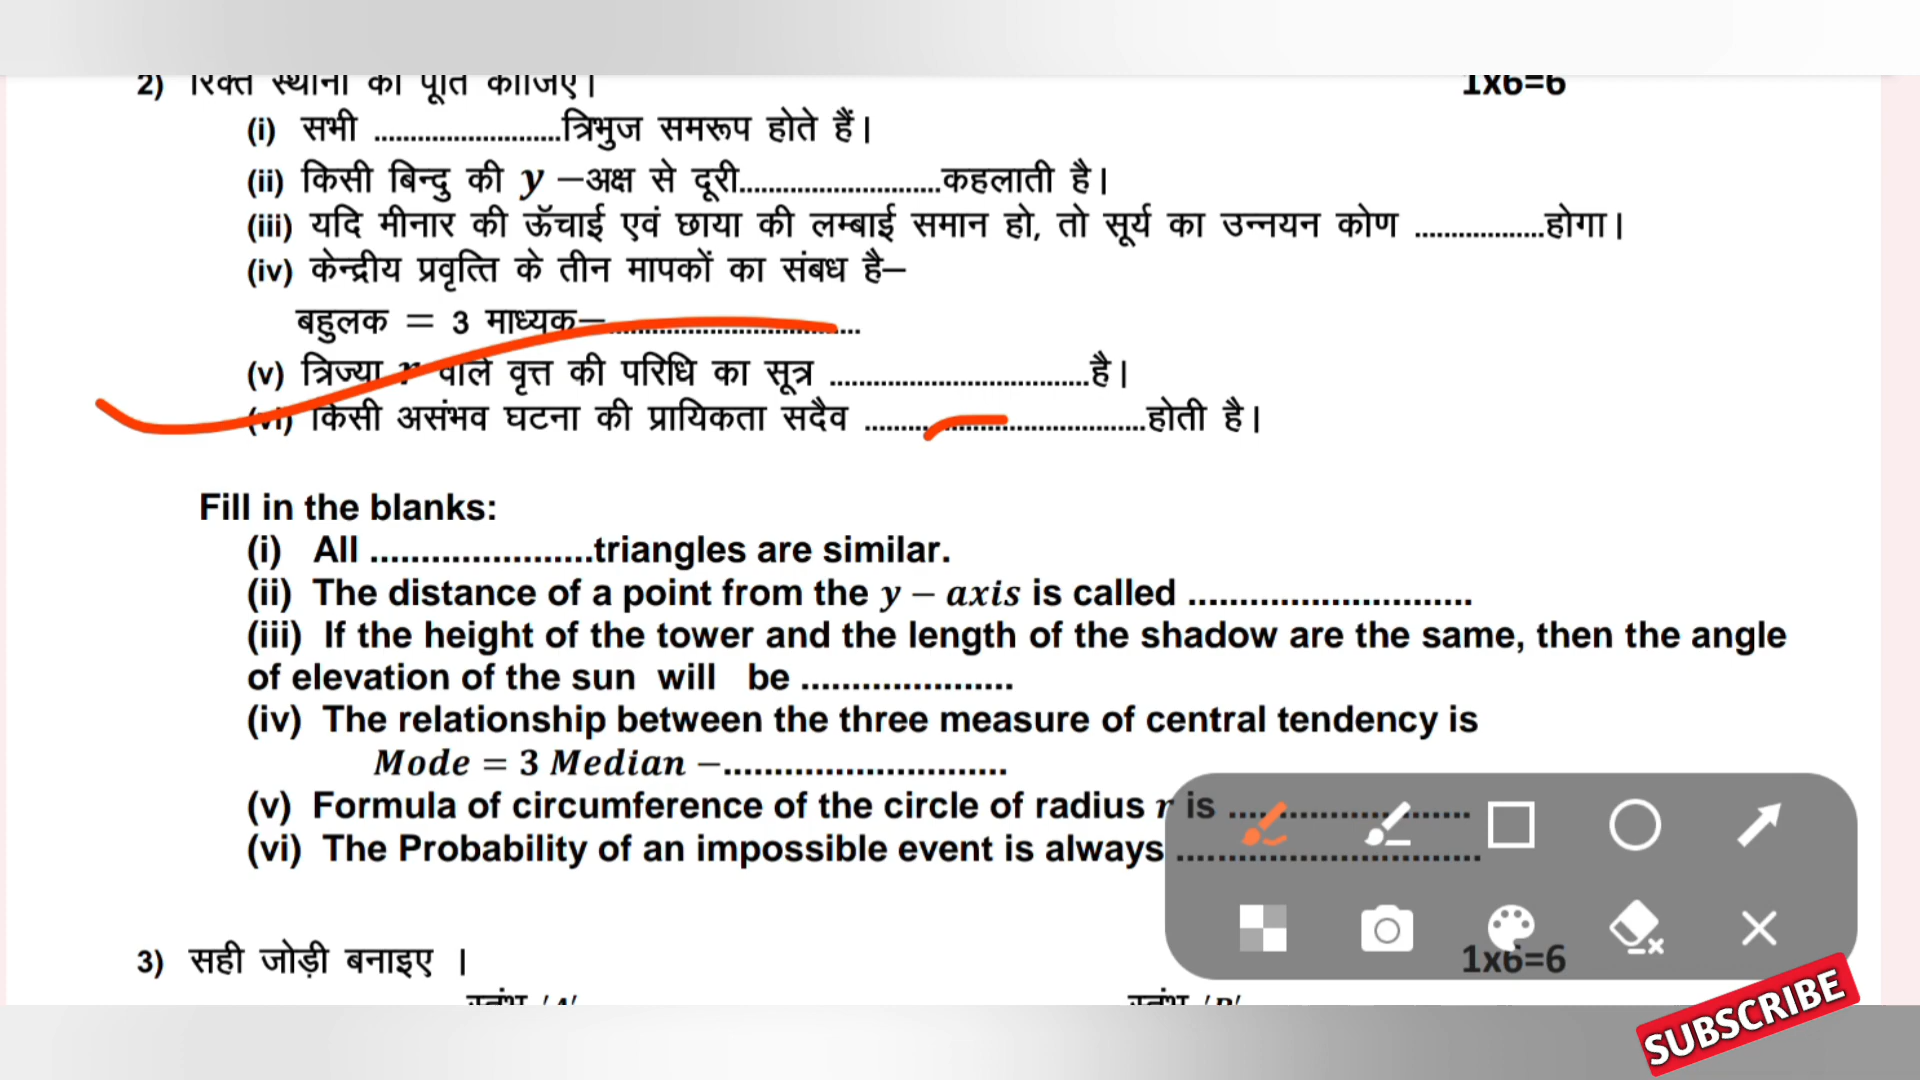 2) रिक्त स्थानों की पूर्ति कीजिए। 1x6=6
(i) सभी .........................त्रिभुज समरूप होते हैं।
(ii) किसी बिन्दु की y –अक्ष से दूरी...........................कहलाती है।
(iii) यदि मीनार की ऊॅचाई एवं छाया की लम्बाई समान हो, तो सूर्य का उन्नयन कोण .................होगा।
(iv) केन्द्रीय प्रवृत्ति के तीन मापकों का संबध है–
बहुलक = 3 माध्यक–..................................
(v) त्रिज्या r वाले वृत्त की परिधि का सूत्र ...................................है।
(vi) किसी असंभव घटना की प्रायिकता सदैव ......................................होती है।
Fill in the blanks:
(i) All ......................triangles are similar.
(ii) The distance of a point from the y – axis is called ............................
(iii) If the height of the tower and the length of the shadow are the same, then the angle
of elevation of the sun will be .....................
(iv) The relationship between the three measure of central tendency is
Mode = 3 Median –............................
(v) Formula of circumference of the circle of radius r is ........................
(vi) The Probability of an impossible event is always ..............................
3) सही जोड़ी बनाइए । 1x6=6
स्तंभ 'A' स्तंभ 'B'
SUBSCRIBE